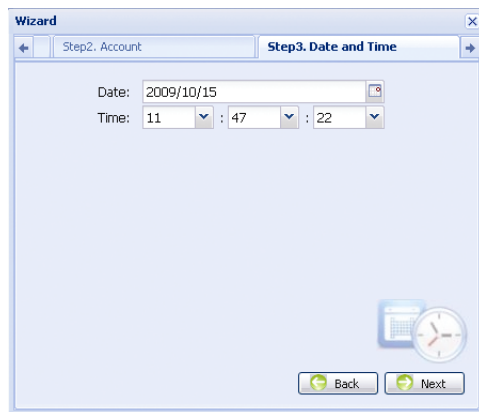 Wizard
Step2. Account Step3. Date and Time
Date: 2009/10/15
Time: 11 : 47 : 22
Back Next